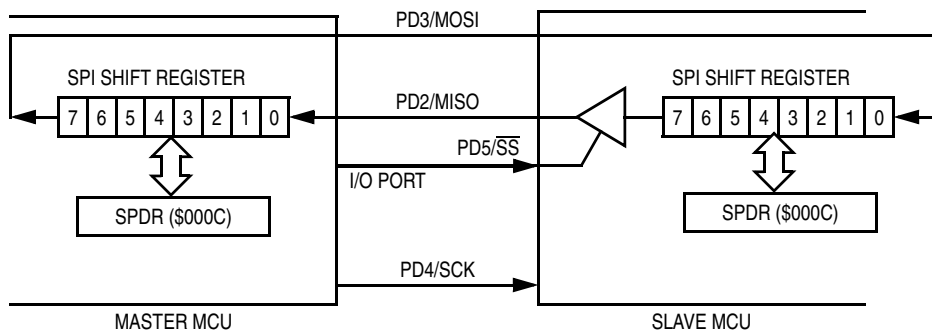 PD3/MOSI
SPI SHIFT REGISTER
SPI SHIFT REGISTER
7 6 5 4 3 2 1 0
PD2/MISO
7 6 5 4 3 2 1 0
PD5/S̅S̅
I/O PORT
SPDR ($000C)
SPDR ($000C)
PD4/SCK
MASTER MCU
SLAVE MCU